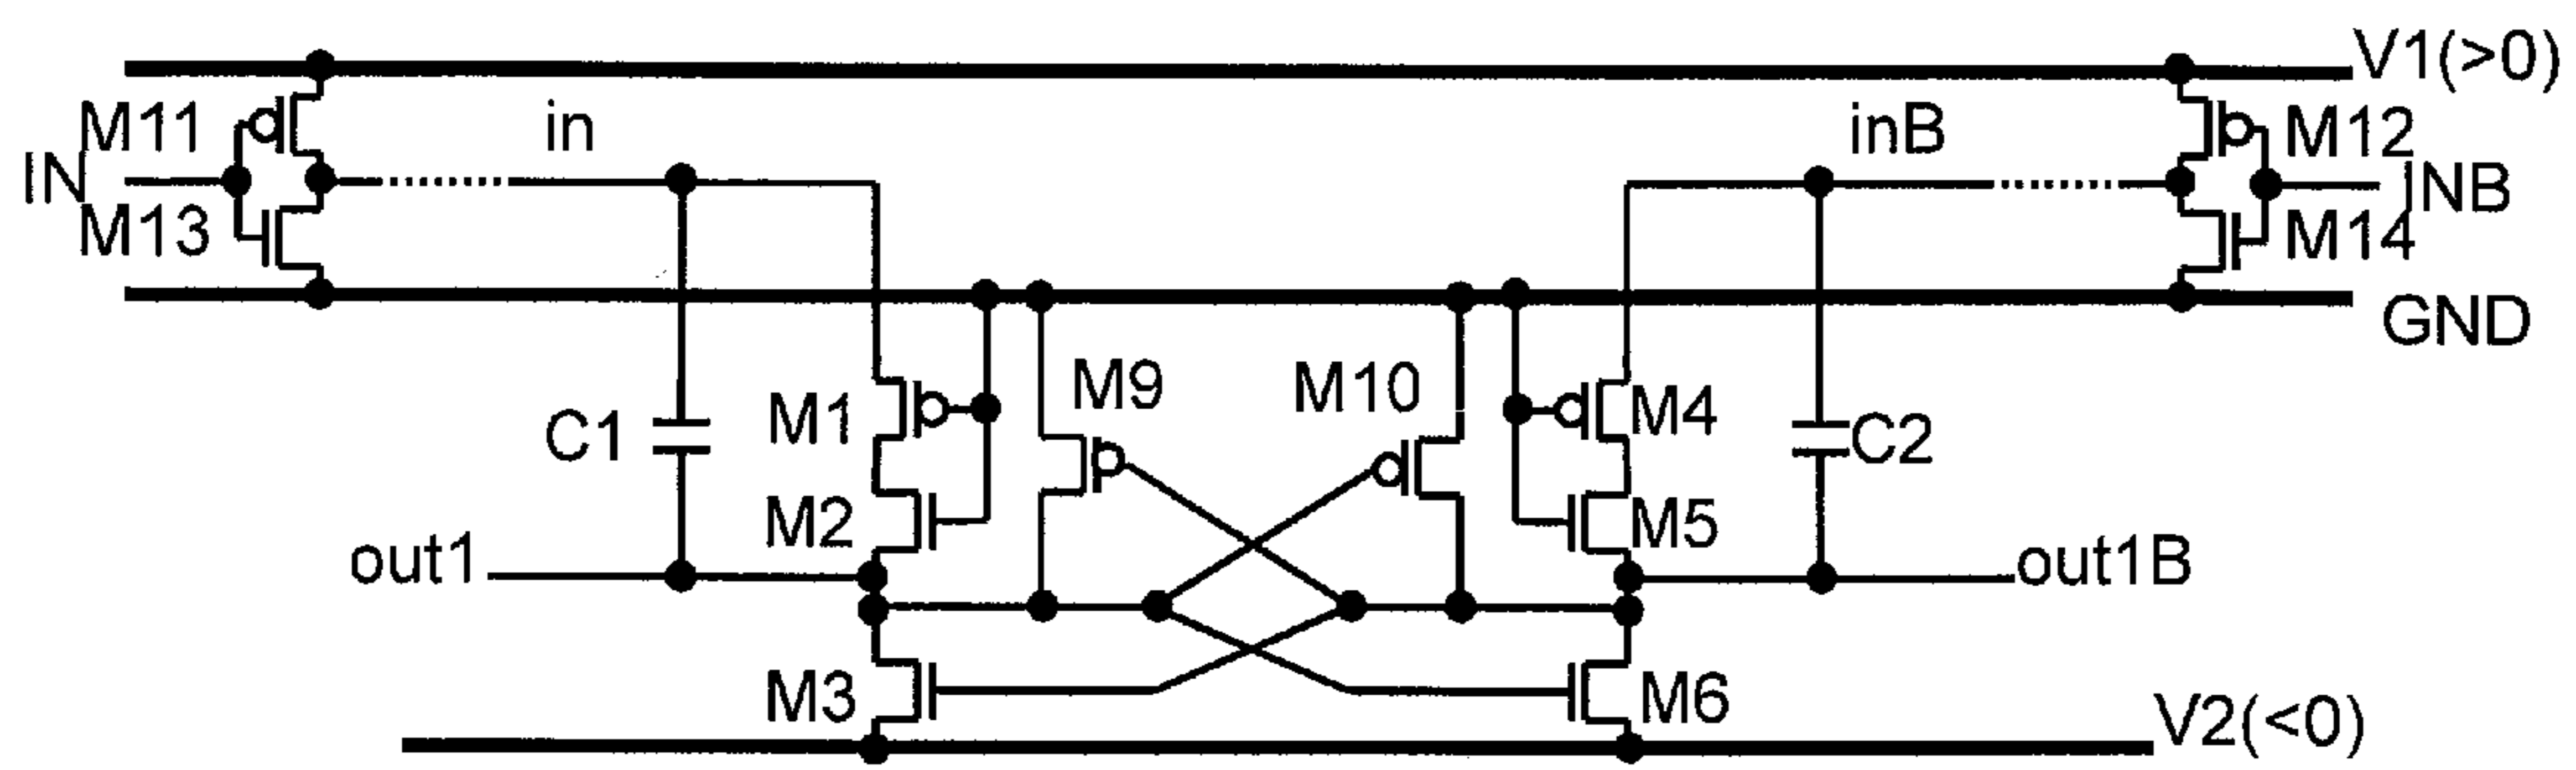 V1(>0)
M11
in
inB
M12
IN
INB
M13
M14
GND
M9
M10
M1
M4
C1
C2
M2
M5
out1
out1B
M3
M6
V2(<0)